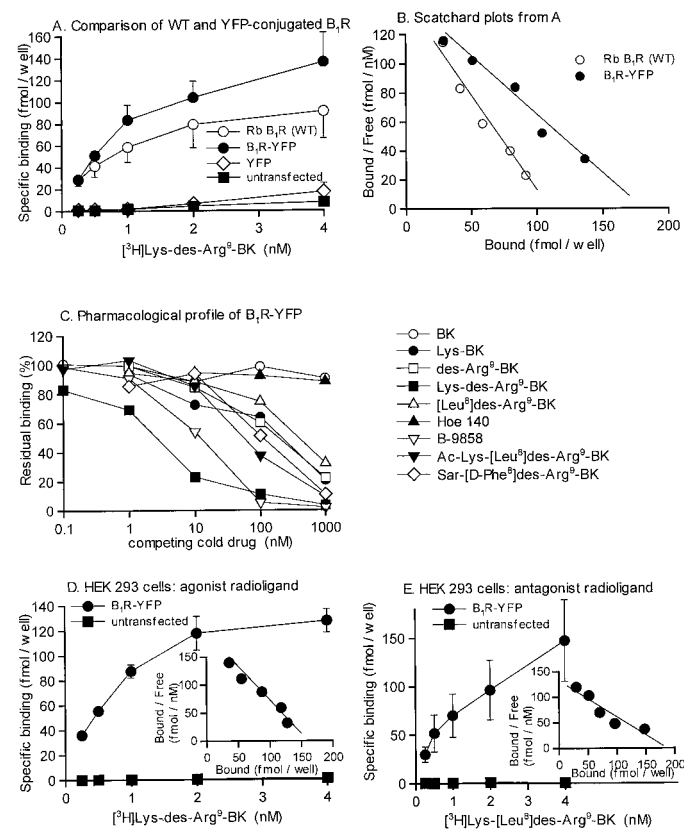 A. Comparison of WT and YFP-conjugated B₁R
Specific binding (fmol / well)
160
140
120
100
80
60
40
20
0
Rb B₁R (WT)
B₁R-YFP
YFP
untransfected
0 1 2 3 4
[³H]Lys-des-Arg⁹-BK (nM)
B. Scatchard plots from A
Bound / Free (fmol / nM)
120
100
80
60
40
20
0
Rb B₁R (WT)
B₁R-YFP
0 50 100 150 200
Bound (fmol / well)
C. Pharmacological profile of B₁R-YFP
Residual binding (%)
120
100
80
60
40
20
0
0.1 1 10 100 1000
competing cold drug (nM)
BK
Lys-BK
des-Arg⁹-BK
Lys-des-Arg⁹-BK
[Leu⁸]des-Arg⁹-BK
Hoe 140
B-9858
Ac-Lys-[Leu⁸]des-Arg⁹-BK
Sar-[D-Phe⁸]des-Arg⁹-BK
D. HEK 293 cells: agonist radioligand
Specific binding (fmol / well)
140
120
100
80
60
40
20
0
B₁R-YFP
untransfected
Bound / Free
(fmol / nM)
150
100
50
0
0 50 100 150 200
Bound (fmol / well)
0 1 2 3 4
[³H]Lys-des-Arg⁹-BK (nM)
E. HEK 293 cells: antagonist radioligand
Specific binding (fmol / well)
150
100
50
0
B₁R-YFP
untransfected
Bound / Free
(fmol / nM)
150
100
50
0
0 50 100 150 200
Bound (fmol / well)
0 1 2 3 4
[³H]Lys-[Leu⁸]des-Arg⁹-BK (nM)